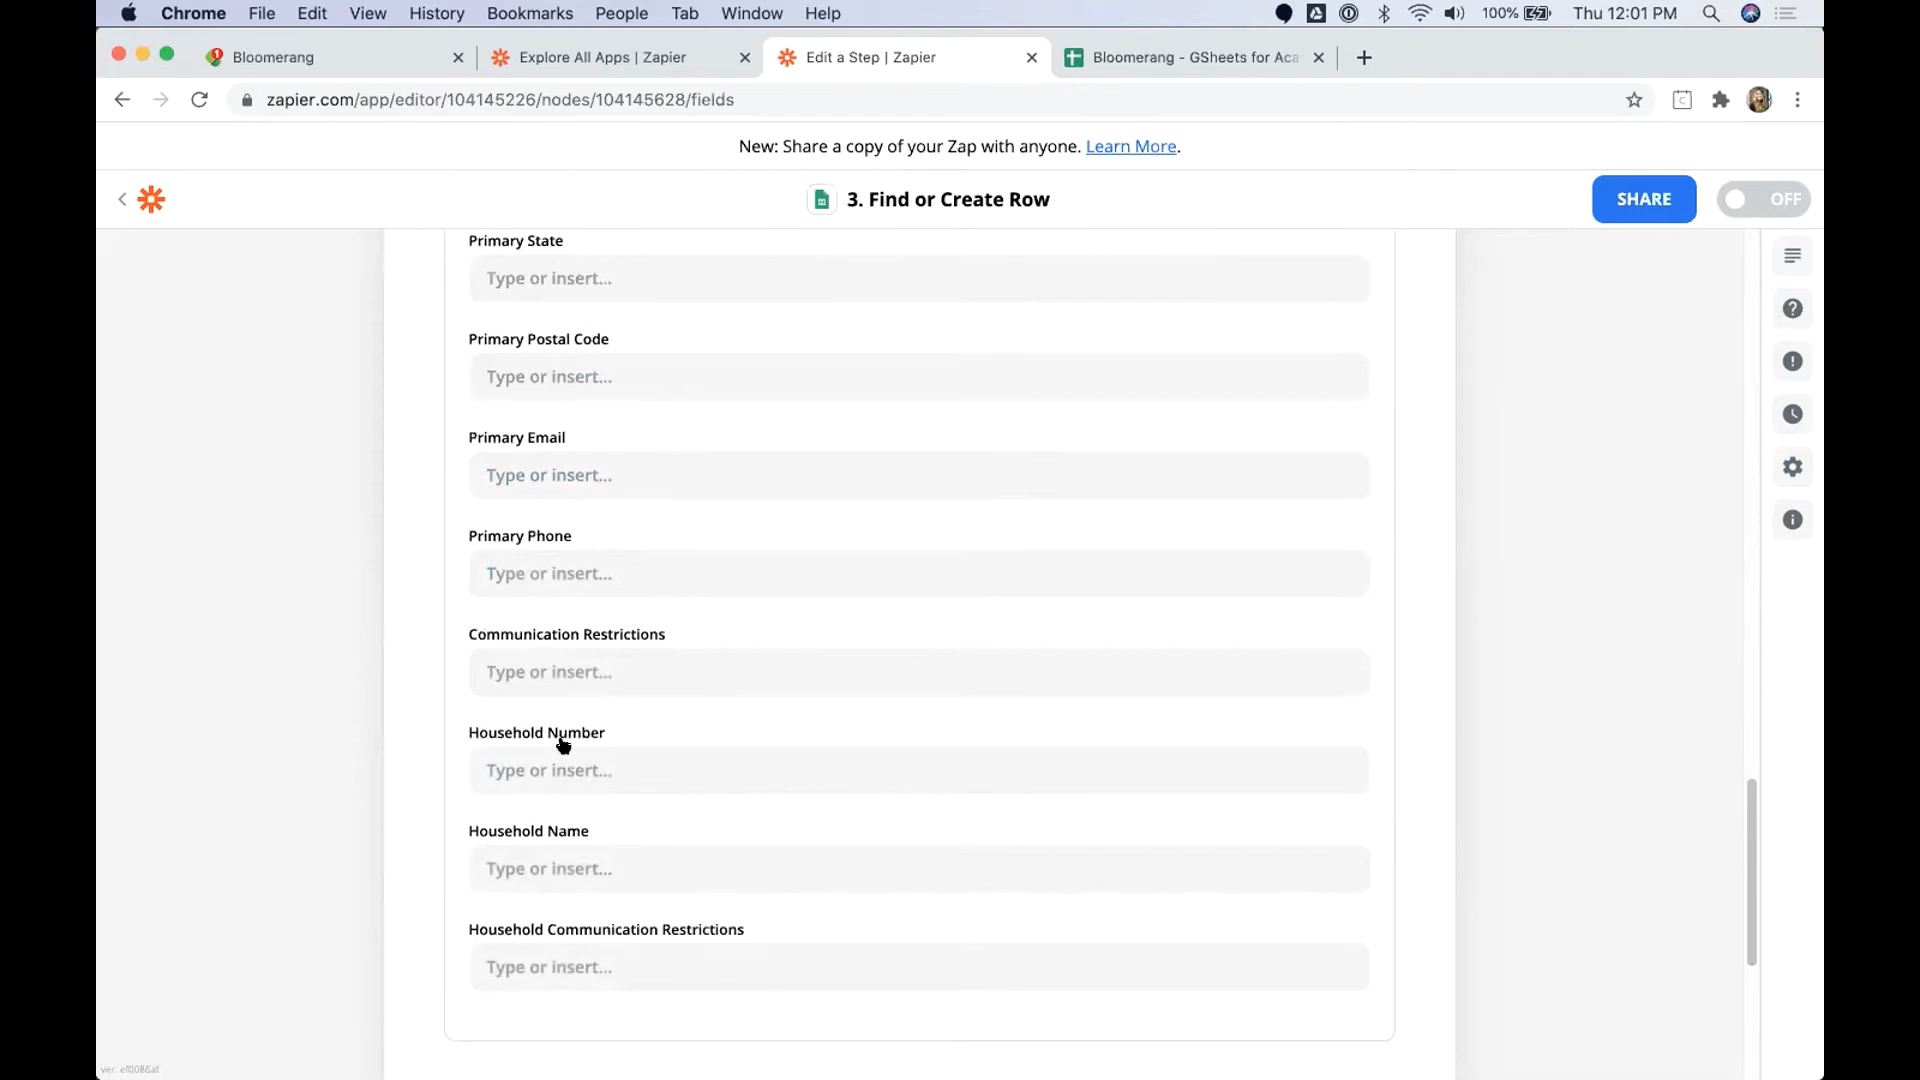 Chrome File Edit View History Bookmarks People Tab Window Help 100% Thu 12:01 PM
Bloomerang Explore All Apps | Zapier Edit a Step | Zapier Bloomerang - GSheets for Aca
zapier.com/app/editor/104145226/nodes/104145628/fields
New: Share a copy of your Zap with anyone. Learn More.
3. Find or Create Row SHARE OFF
Primary State
Type or insert...
Primary Postal Code
Type or insert...
Primary Email
Type or insert...
Primary Phone
Type or insert...
Communication Restrictions
Type or insert...
Household Number
Type or insert...
Household Name
Type or insert...
Household Communication Restrictions
Type or insert...